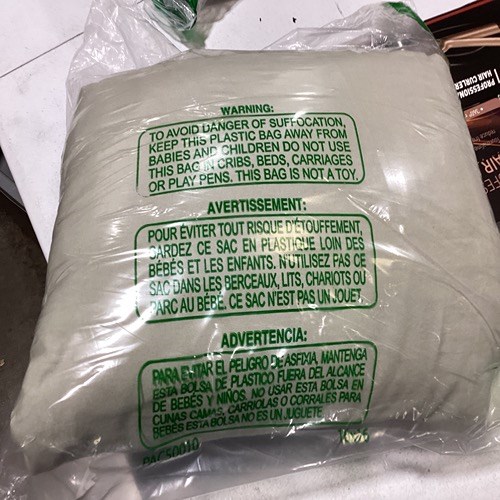 WARNING:
TO AVOID DANGER OF SUFFOCATION,
KEEP THIS PLASTIC BAG AWAY FROM
BABIES AND CHILDREN DO NOT USE
THIS BAG IN CRIBS, BEDS, CARRIAGES
OR PLAY PENS. THIS BAG IS NOT A TOY.
AVERTISSEMENT:
POUR ÉVITER TOUT RISQUE D'ÉTOUFFEMENT,
GARDEZ CE SAC EN PLASTIQUE LOIN DES
BÉBÉS ET LES ENFANTS. N'UTILISEZ PAS CE
SAC DANS LES BERCEAUX, LITS, CHARIOTS OU
PARC AU BÉBÉ. CE SAC N'EST PAS UN JOUET.
ADVERTENCIA:
PARA EVITAR EL PELIGRO DE ASFIXIA, MANTENGA
ESTA BOLSA DE PLASTICO FUERA DEL ALCANCE
DE BEBÉS Y NIÑOS. NO USAR ESTA BOLSA EN
CUNAS CAMAS, CARRIOLAS O CORRALES PARA
BEBÉS ESTA BOLSA NO ES UN JUGUETE
PAC50010
PROFESSIONAL
HAIR CURLER